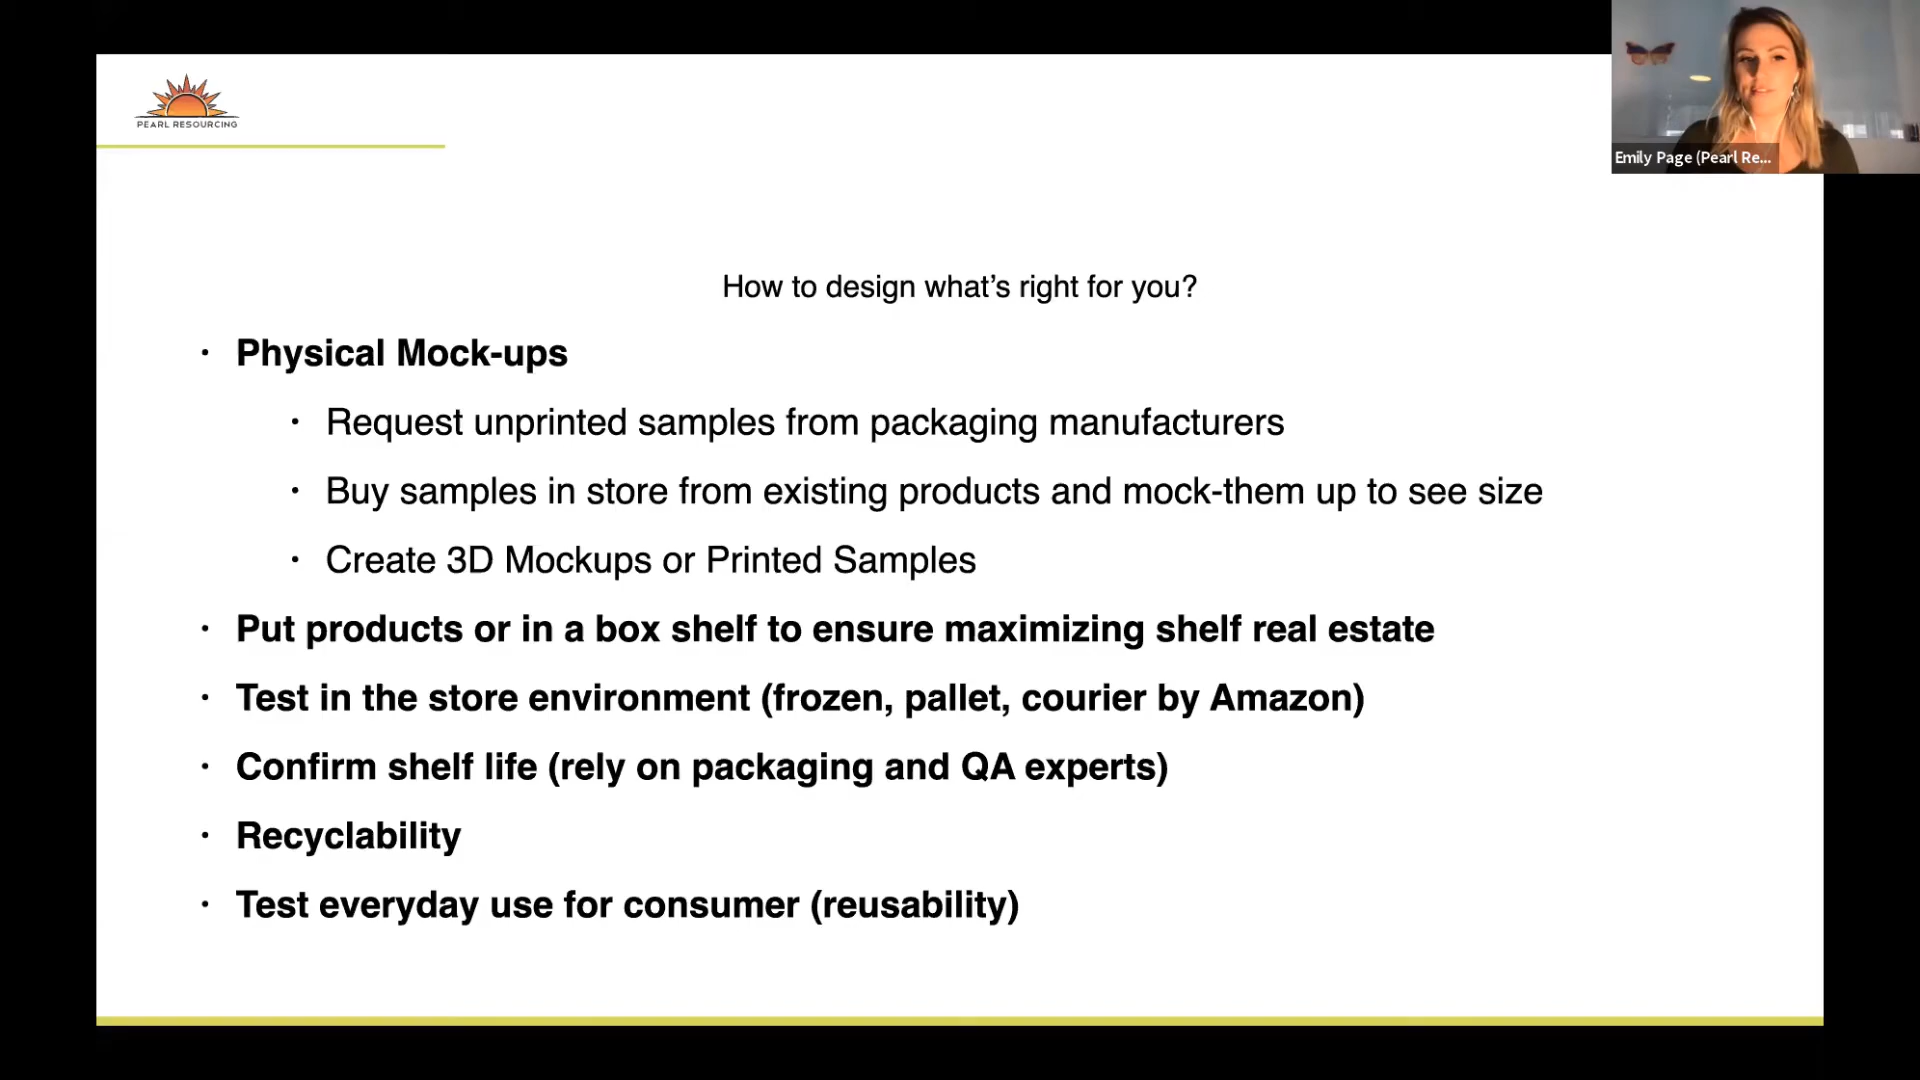 PEARL RESOURCING
Emily Page (Pearl Re...
How to design what’s right for you?
• Physical Mock-ups
• Request unprinted samples from packaging manufacturers
• Buy samples in store from existing products and mock-them up to see size
• Create 3D Mockups or Printed Samples
• Put products or in a box shelf to ensure maximizing shelf real estate
• Test in the store environment (frozen, pallet, courier by Amazon)
• Confirm shelf life (rely on packaging and QA experts)
• Recyclability
• Test everyday use for consumer (reusability)